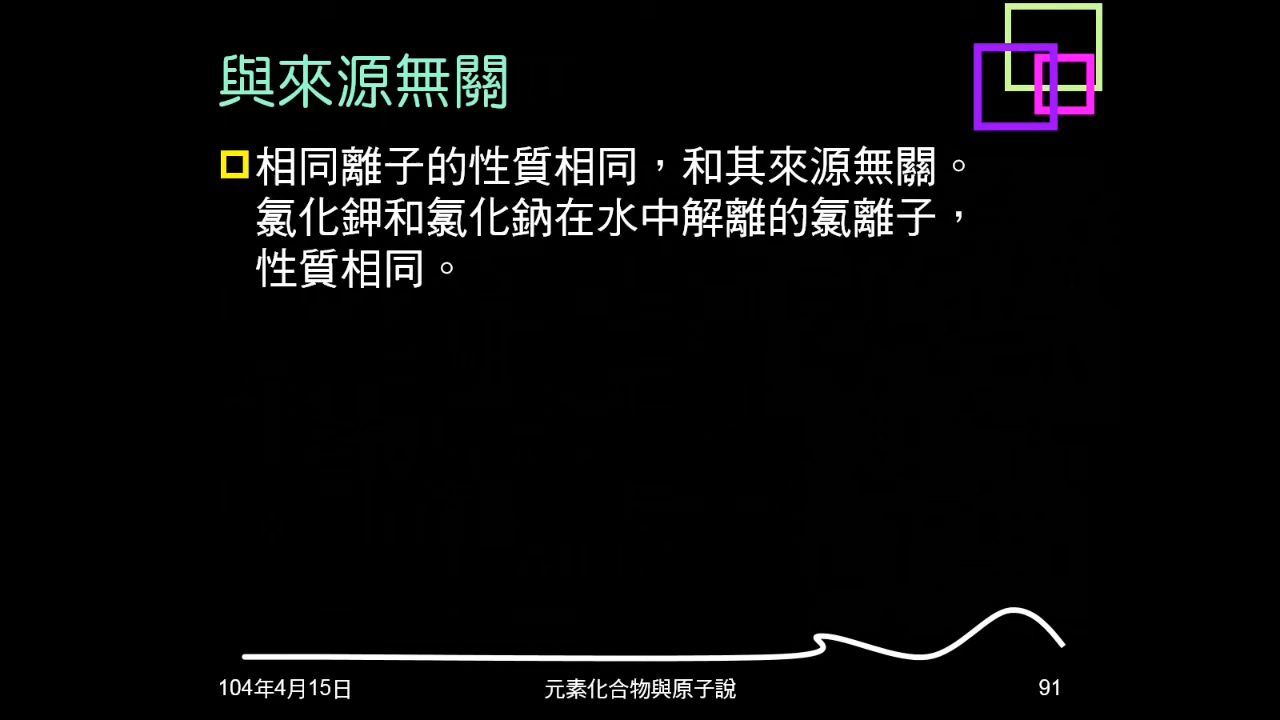 與來源無關
相同離子的性質相同，和其來源無關。
氯化鉀和氯化鈉在水中解離的氯離子，
性質相同。
104年4月15日
元素化合物與原子說
91